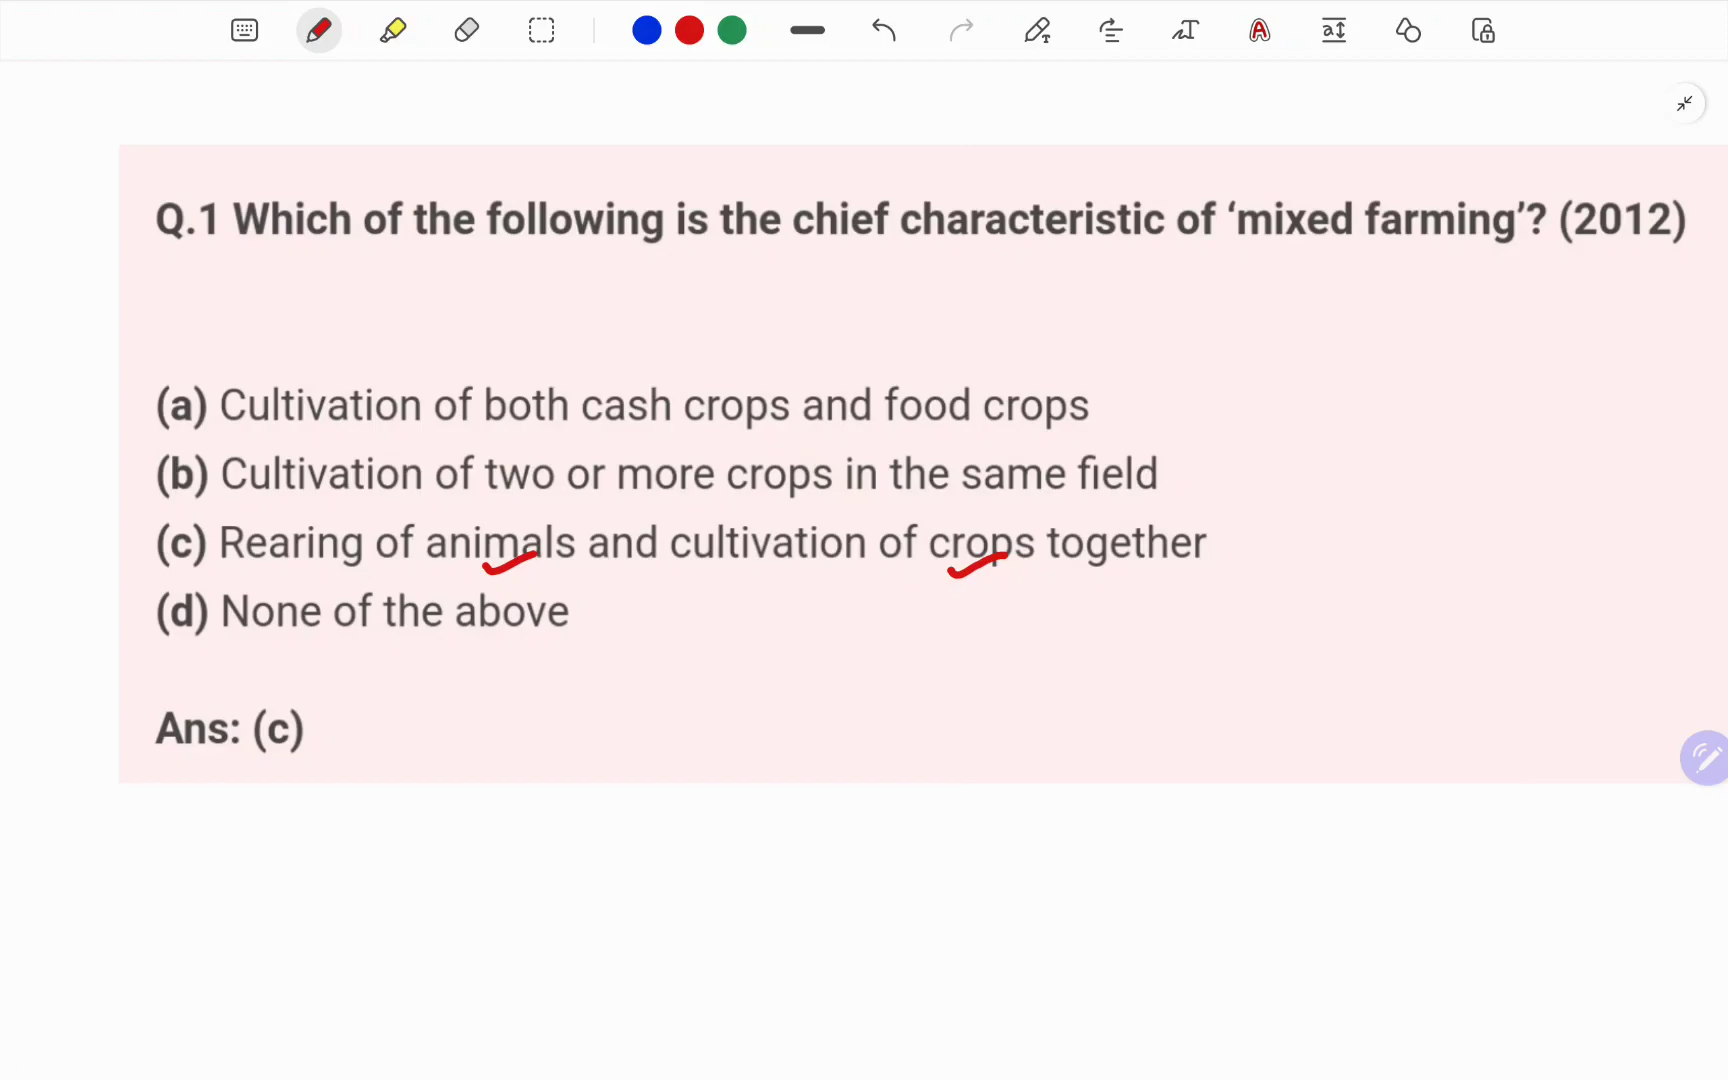 Q.1 Which of the following is the chief characteristic of ‘mixed farming’? (2012)
(a) Cultivation of both cash crops and food crops
(b) Cultivation of two or more crops in the same field
(c) Rearing of animals and cultivation of crops together
(d) None of the above
Ans: (c)